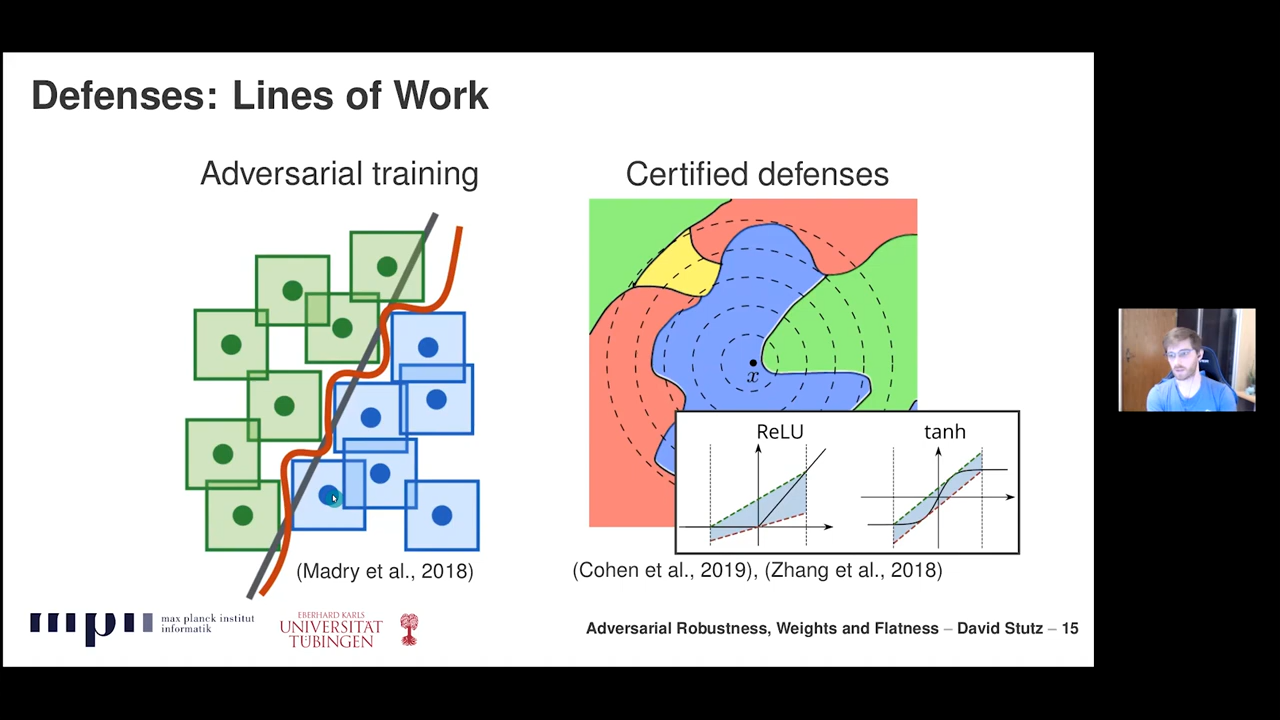 Defenses: Lines of Work
Adversarial training
Certified defenses
x
ReLU
tanh
(Madry et al., 2018)
(Cohen et al., 2019), (Zhang et al., 2018)
max planck institut
informatik
EBERHARD KARLS
UNIVERSITÄT
TÜBINGEN
Adversarial Robustness, Weights and Flatness – David Stutz – 15